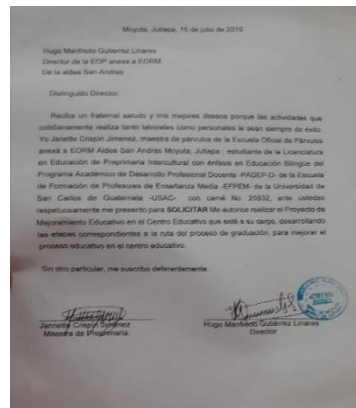 Moyuta, Jutiapa, 15 de julio de 2019
Hugo Manfredo Gutierrez Linares
Director de la EOP anexa a EORM.
De la aldea San Andrés
Distinguido Director:
Reciba un fraternal saludo y mis mejores deseos porque las actividades que
cotidianamente realiza tanto laborales como personales le sean siempre de éxito.
Yo Jannette Crispin Jimenez, maestra de párvulos de la Escuela Oficial de Párvulos
anexa a EORM Aldea San Andrés Moyuta, Jutiapa ; estudiante de la Licenciatura
en Educación de Preprimaria Intercultural con énfasis en Educación Bilingüe del
Programa Académico de Desarrollo Profesional Docente -PADEP-D- de la Escuela
de Formación de Profesores de Enseñanza Media -EFPEM- de la Universidad de
San Carlos de Guatemala -USAC- con carné No. 20932, ante ustedes
respetuosamente me presento para SOLICITAR Me autorice realizar el Proyecto de
Mejoramiento Educativo en el Centro Educativo que está a su cargo, desarrollando
las etapas correspondientes a la ruta del proceso de graduación, para mejorar el
proceso educativo en el centro educativo.
Sin otro particular, me suscribo deferentemente.
Jannette Crispin Jiménez
Maestra de Preprimaria.
Hugo Manfredo Gutiérrez Linares
Director